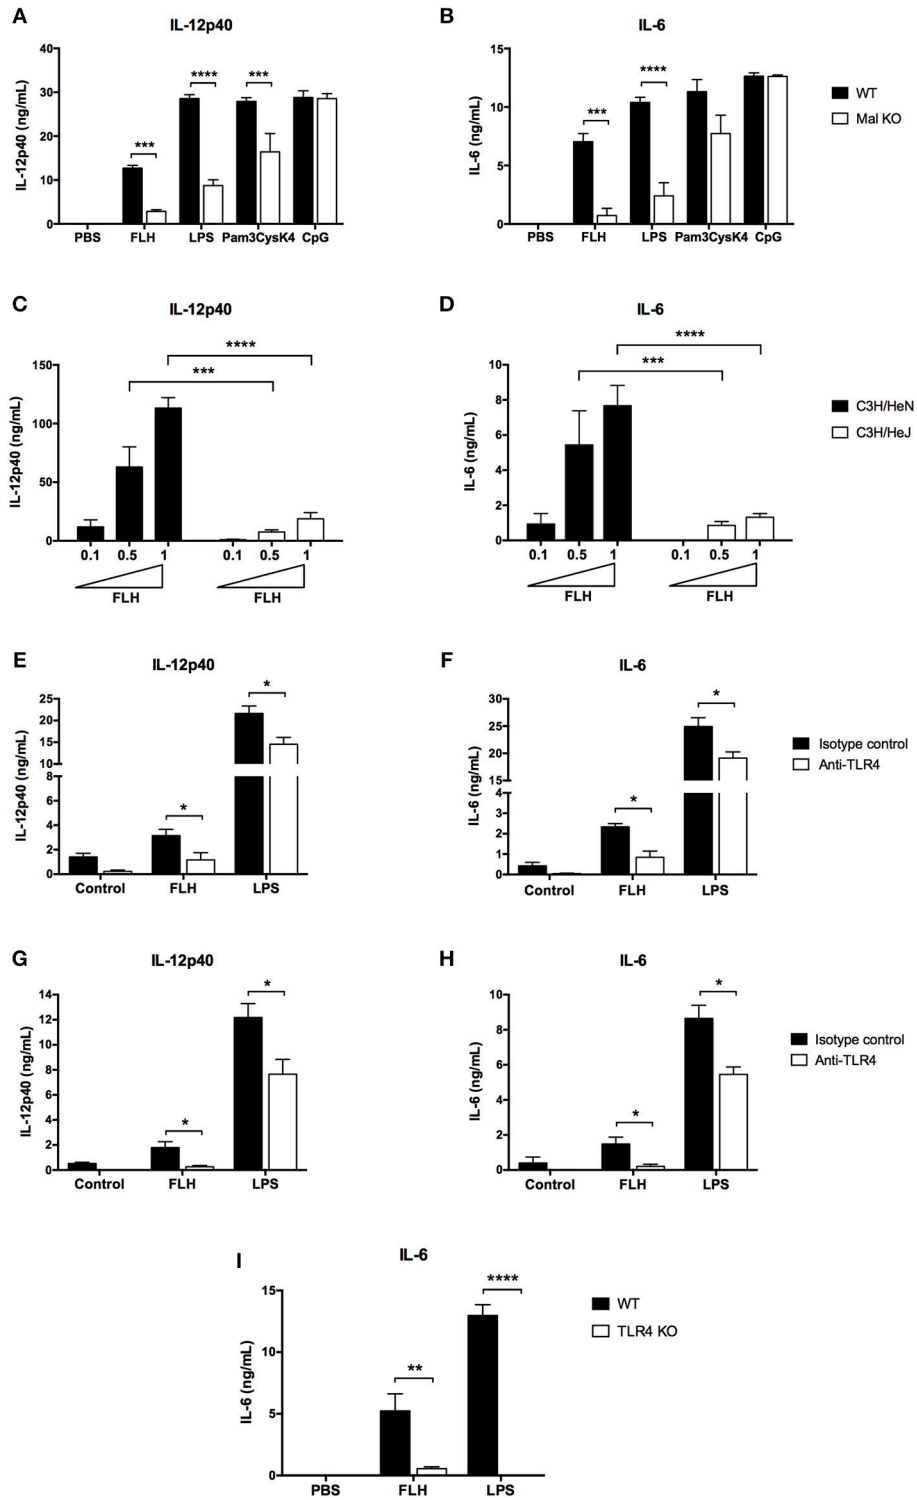 A
IL-12p40
IL-12p40 (ng/mL)
40
30
20
10
0
***
****
***
PBS FLH LPS Pam3CysK4 CpG
B
IL-6
IL-6 (ng/mL)
15
10
5
0
***
****
PBS FLH LPS Pam3CysK4 CpG
WT
Mal KO
C
IL-12p40
IL-12p40 (ng/mL)
150
100
50
0
****
***
0.1 0.5 1 0.1 0.5 1
FLH FLH
D
IL-6
IL-6 (ng/mL)
10
8
6
4
2
0
****
***
0.1 0.5 1 0.1 0.5 1
FLH FLH
C3H/HeN
C3H/HeJ
E
IL-12p40
IL-12p40 (ng/mL)
25
20
15
10
8
6
4
2
0
*
*
Control FLH LPS
F
IL-6
IL-6 (ng/mL)
30
25
20
15
4
3
2
1
0
*
*
Control FLH LPS
Isotype control
Anti-TLR4
G
IL-12p40
IL-12p40 (ng/mL)
14
12
10
8
6
4
2
0
*
*
Control FLH LPS
H
IL-6
IL-6 (ng/mL)
10
8
6
4
2
0
*
*
Control FLH LPS
Isotype control
Anti-TLR4
I
IL-6
IL-6 (ng/mL)
15
10
5
0
**
****
PBS FLH LPS
WT
TLR4 KO